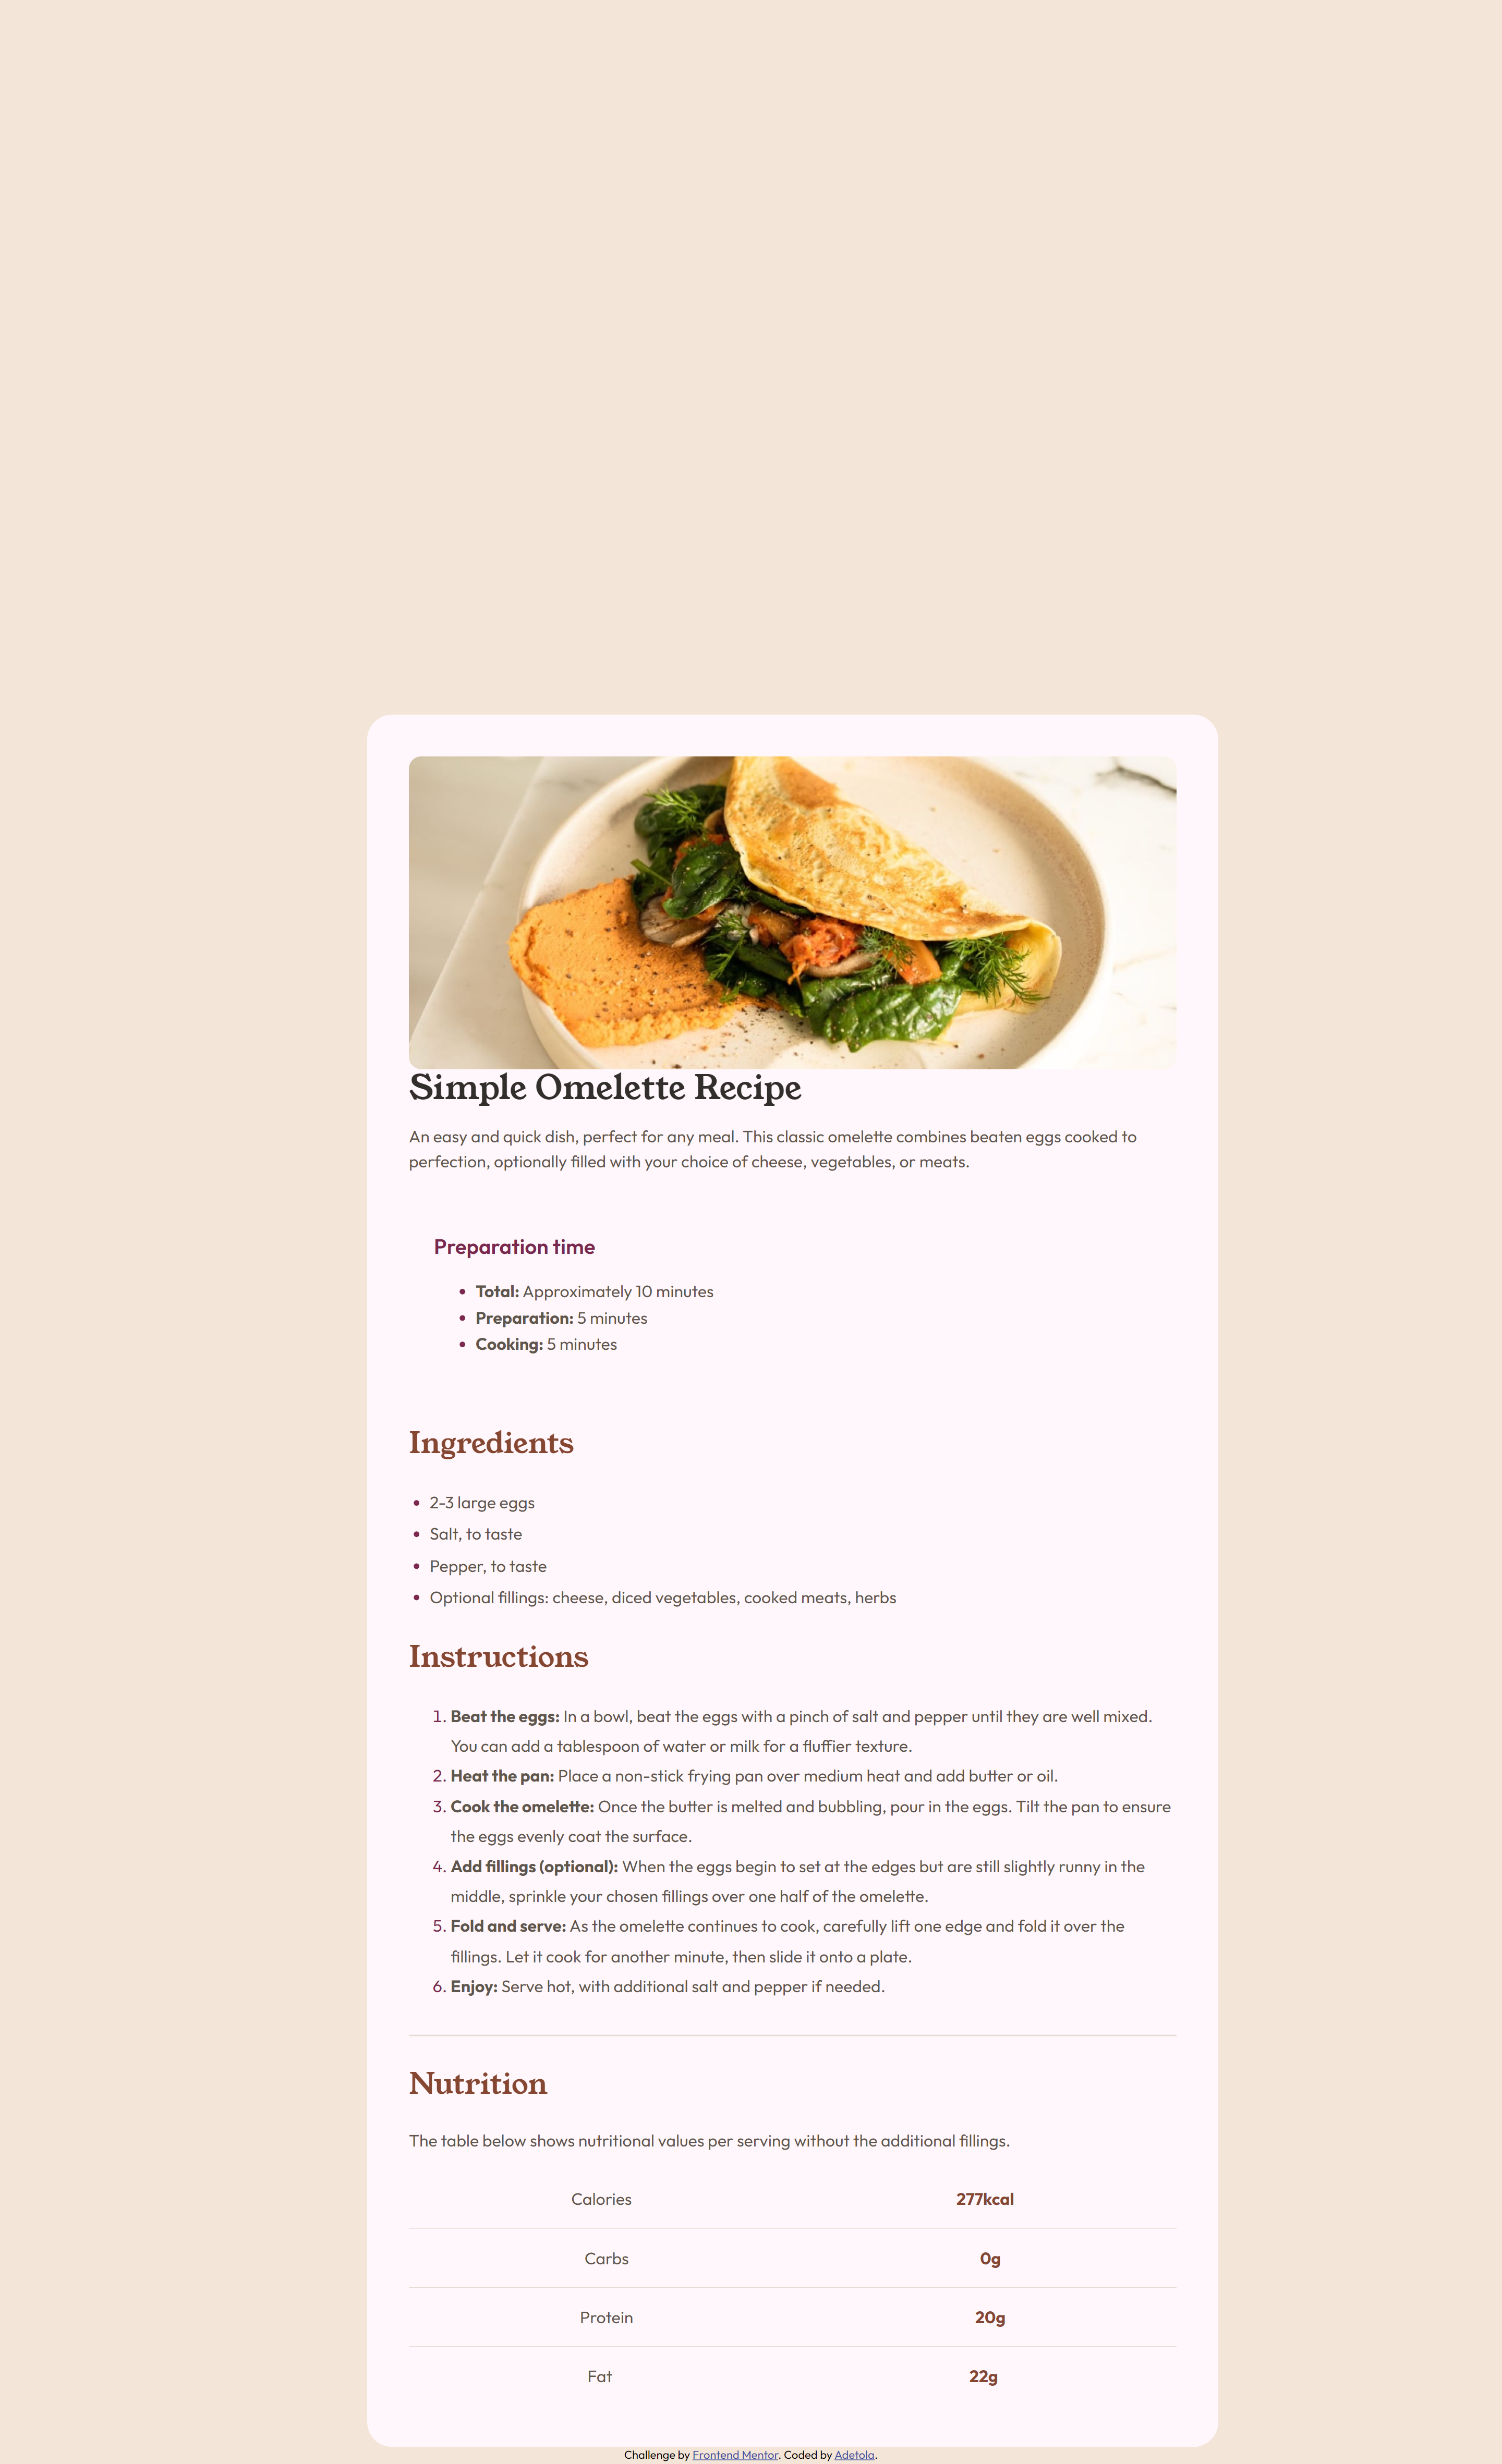 Simple Omelette Recipe
An easy and quick dish, perfect for any meal. This classic omelette combines beaten eggs cooked to
perfection, optionally filled with your choice of cheese, vegetables, or meats.
Preparation time
• Total: Approximately 10 minutes
• Preparation: 5 minutes
• Cooking: 5 minutes
Ingredients
• 2-3 large eggs
• Salt, to taste
• Pepper, to taste
• Optional fillings: cheese, diced vegetables, cooked meats, herbs
Instructions
1. Beat the eggs: In a bowl, beat the eggs with a pinch of salt and pepper until they are well mixed.
You can add a tablespoon of water or milk for a fluffier texture.
2. Heat the pan: Place a non-stick frying pan over medium heat and add butter or oil.
3. Cook the omelette: Once the butter is melted and bubbling, pour in the eggs. Tilt the pan to ensure
the eggs evenly coat the surface.
4. Add fillings (optional): When the eggs begin to set at the edges but are still slightly runny in the
middle, sprinkle your chosen fillings over one half of the omelette.
5. Fold and serve: As the omelette continues to cook, carefully lift one edge and fold it over the
fillings. Let it cook for another minute, then slide it onto a plate.
6. Enjoy: Serve hot, with additional salt and pepper if needed.
Nutrition
The table below shows nutritional values per serving without the additional fillings.
Calories 277kcal
Carbs 0g
Protein 20g
Fat 22g
Challenge by Frontend Mentor. Coded by Adetola.